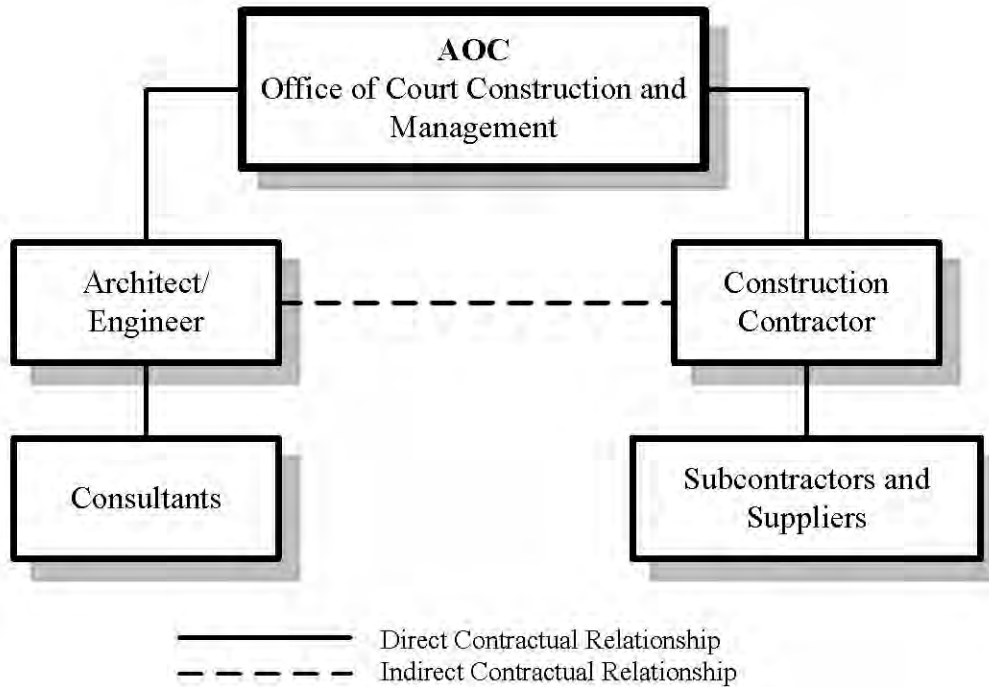 AOC
Office of Court Construction and
Management
Architect/
Engineer
Construction
Contractor
Consultants
Subcontractors and
Suppliers
Direct Contractual Relationship
Indirect Contractual Relationship